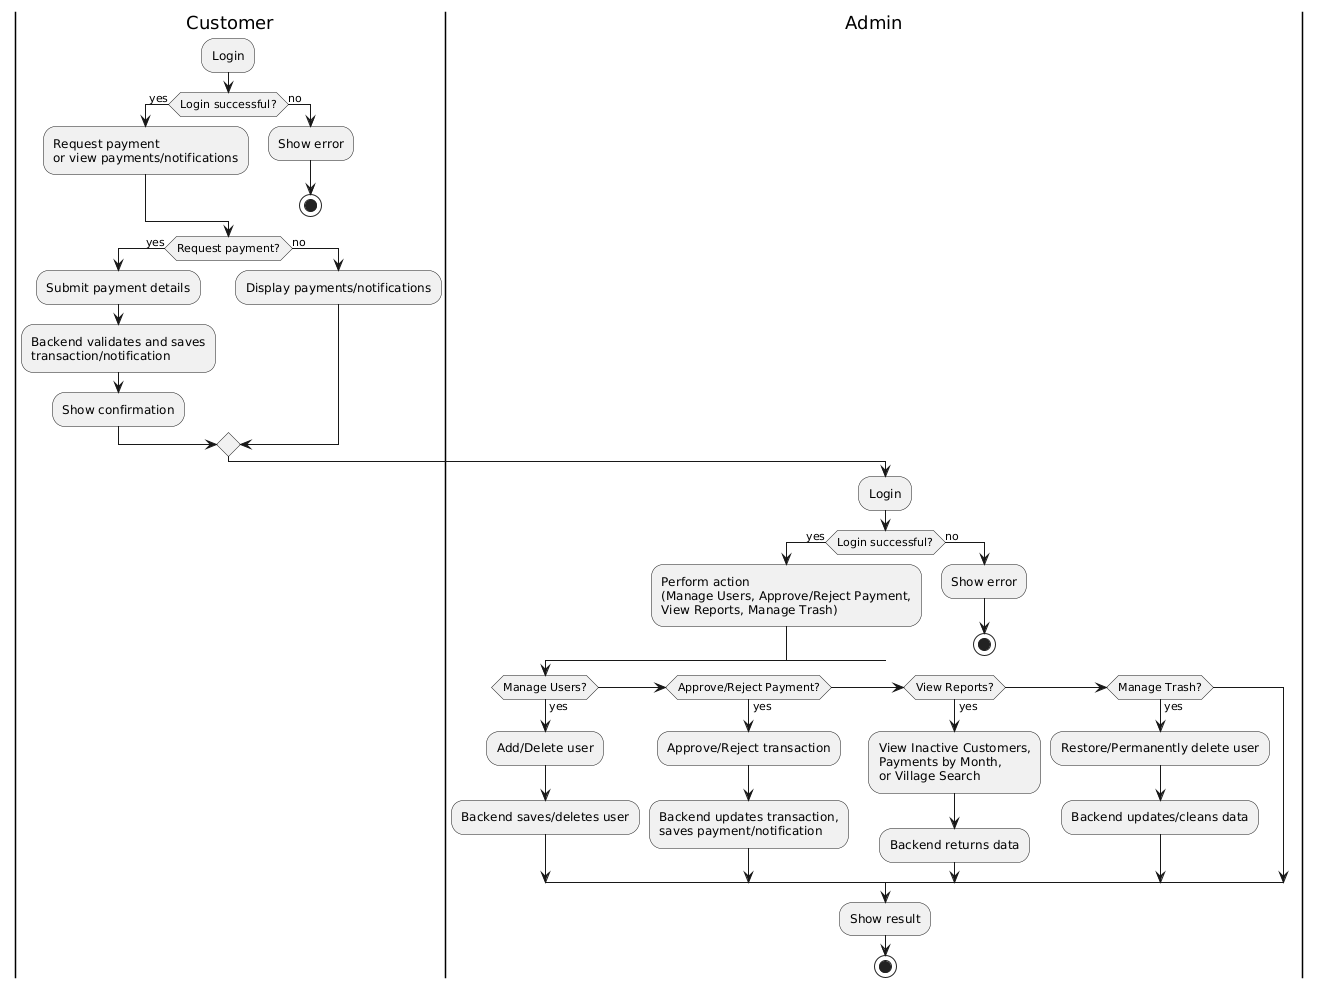 Customer
Admin
Login
Login successful?
yes
no
Request payment
or view payments/notifications
Show error
Request payment?
yes
no
Submit payment details
Display payments/notifications
Backend validates and saves
transaction/notification
Show confirmation
Login
Login successful?
yes
no
Perform action
(Manage Users, Approve/Reject Payment,
View Reports, Manage Trash)
Show error
Manage Users?
Approve/Reject Payment?
View Reports?
Manage Trash?
yes
yes
yes
yes
Add/Delete user
Approve/Reject transaction
View Inactive Customers,
Payments by Month,
or Village Search
Restore/Permanently delete user
Backend saves/deletes user
Backend updates transaction,
saves payment/notification
Backend returns data
Backend updates/cleans data
Show result